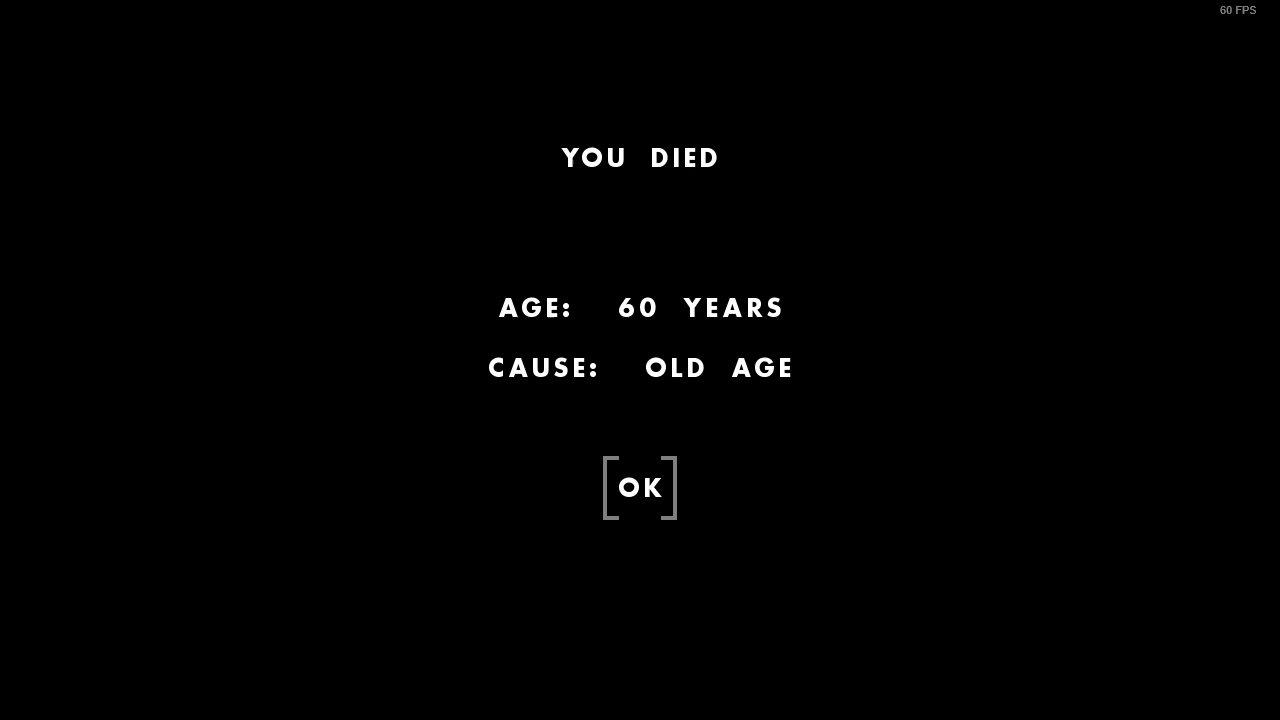 60 FPS
YOU DIED
AGE: 60 YEARS
CAUSE: OLD AGE
OK